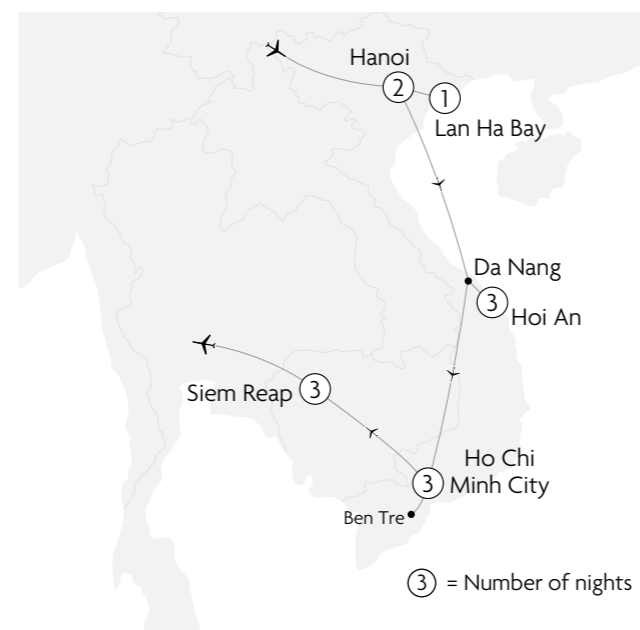 Hanoi
2
1
Lan Ha Bay
Da Nang
3
Hoi An
Siem Reap
3
Ho Chi
3
Minh City
Ben Tre
3 = Number of nights